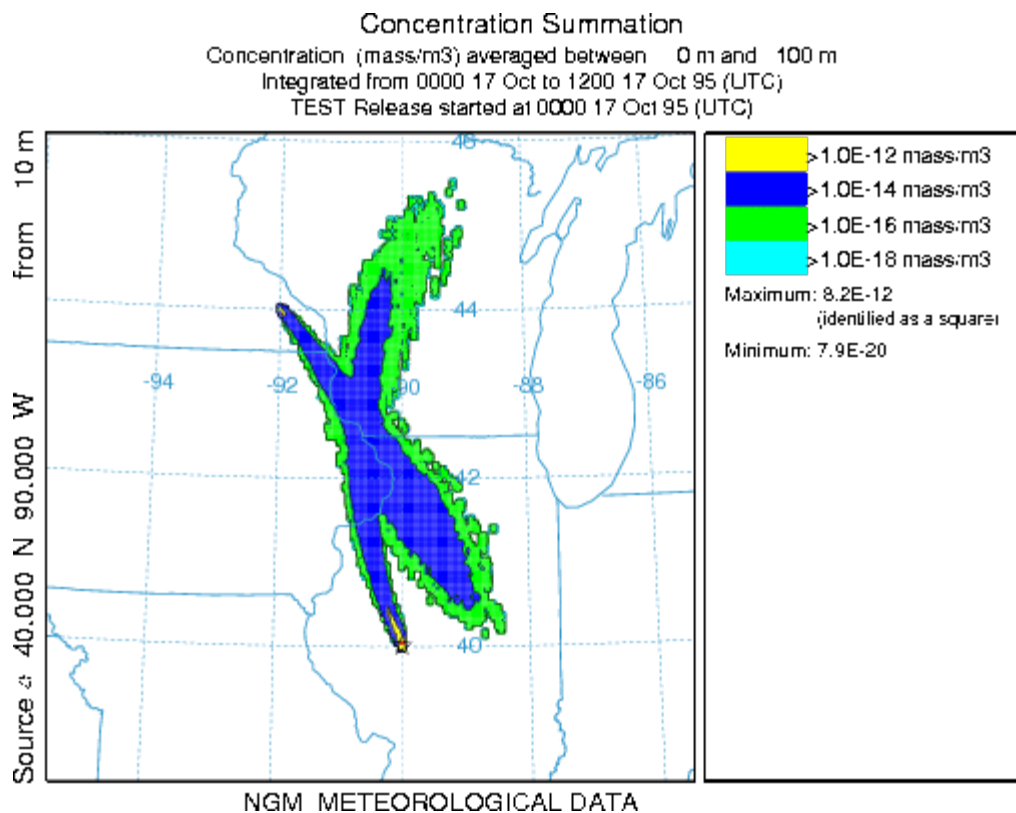 Concentration Summation
Concentration (mass/m3) averaged between 0 m and 100 m
Integrated from 0000 17 Oct to 1200 17 Oct 95 (UTC)
TEST Release started at 0000 17 Oct 95 (UTC)
Source 40.000 N 90.000 W from 10 m
46
44
-94
-92
-90
-88
-86
42
40
>1.0E-12 mass/m3
>1.0E-14 mass/m3
>1.0E-16 mass/m3
>1.0E-18 mass/m3
Maximum: 8.2E-12
(identified as a square
Minimum: 7.9E-20
NGM METEOROLOGICAL DATA